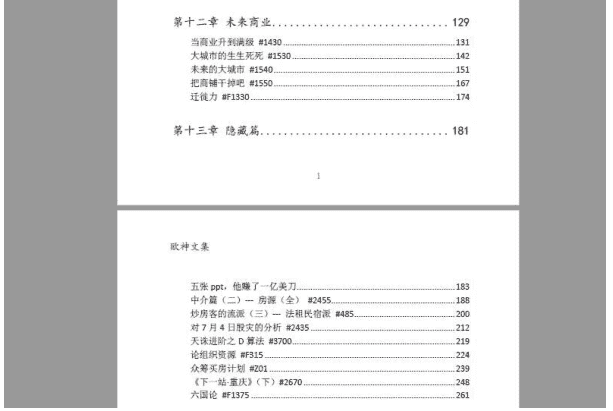 第十二章 未来商业................................ 129
当商业升到满级 #1430......................................................131
大城市的生生死死 #1530......................................................142
未来的大城市 #1540......................................................151
把商铺干掉吧 #1550......................................................167
迁徙力 #F1330......................................................174
第十三章 隐藏篇................................ 181
1
欧神文集
五张 ppt，他赚了一亿美刀......................................................183
中介篇（二）--- 房源（全） #2455......................................................188
炒房客的流派（三）--- 法租民宿派 #485......................................................200
对 7 月 4 日股灾的分析 #2435......................................................212
天诛进阶之 D 算法 #3700......................................................219
论组织资源 #F315......................................................224
众筹买房计划 #Z01......................................................239
《下一站·重庆》（下）#2670......................................................248
六国论 #F1375......................................................261